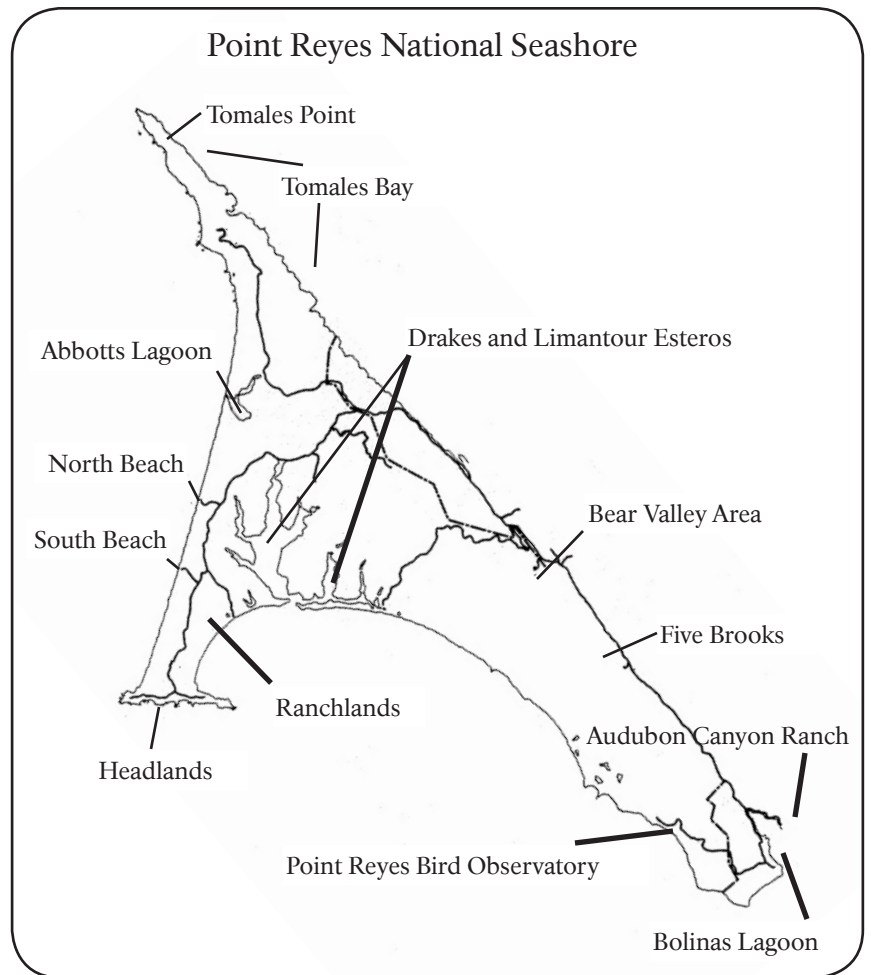 Point Reyes National Seashore
Tomales Point
Tomales Bay
Drakes and Limantour Esteros
Abbotts Lagoon
North Beach
Bear Valley Area
South Beach
Five Brooks
Ranchlands
Audubon Canyon Ranch
Headlands
Point Reyes Bird Observatory
Bolinas Lagoon